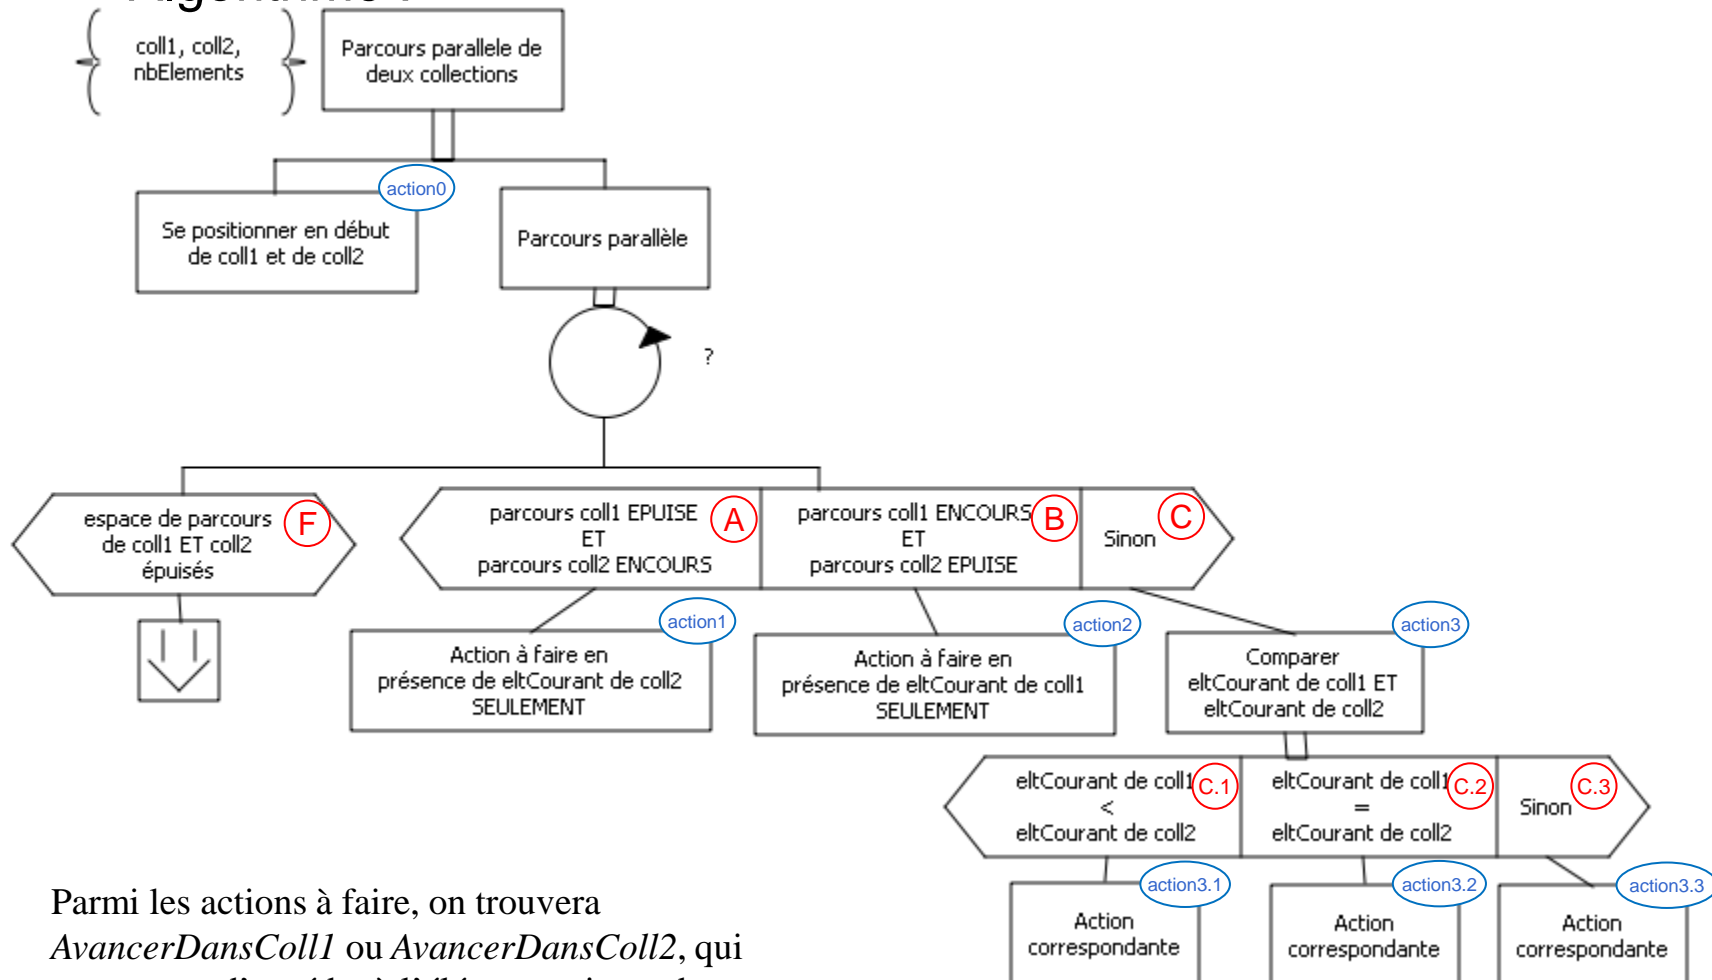 Algorithme :
coll1, coll2,
nbElements
Parcours parallele de
deux collections
action0
Se positionner en début
de coll1 et de coll2
Parcours parallèle
?
espace de parcours
de coll1 ET coll2
épuisés
F
parcours coll1 EPUISE
ET
parcours coll2 ENCOURS
A
parcours coll1 ENCOURS
ET
parcours coll2 EPUISE
B
Sinon
C
action1
Action à faire en
présence de eltCourant de coll2
SEULEMENT
action2
Action à faire en
présence de eltCourant de coll1
SEULEMENT
action3
Comparer
eltCourant de coll1 ET
eltCourant de coll2
eltCourant de coll1
<
eltCourant de coll2
C.1
eltCourant de coll1
=
eltCourant de coll2
C.2
Sinon
C.3
action3.1
Action
correspondante
action3.2
Action
correspondante
action3.3
Action
correspondante
Parmi les actions à faire, on trouvera
AvancerDansColl1 ou AvancerDansColl2, qui